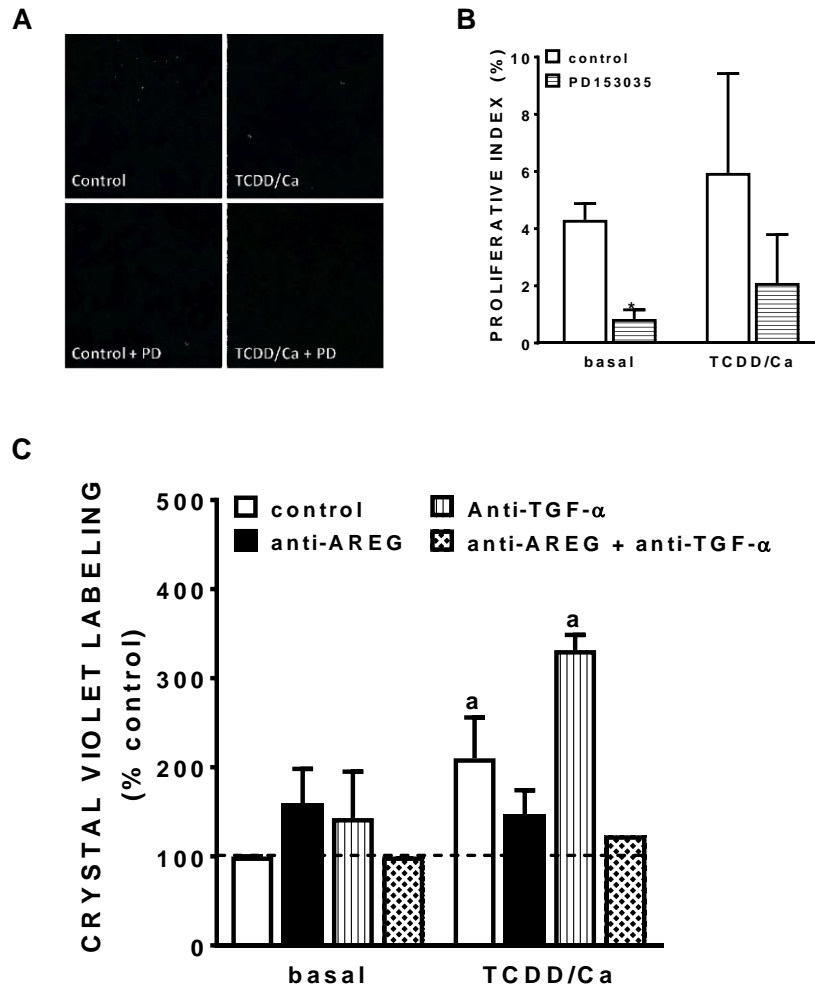 A
Control
TCDD/Ca
Control + PD
TCDD/Ca + PD
B
PROLIFERATIVE INDEX (%)
10
8
6
4
2
0
control
PD153035
*
basal
TCDD/Ca
C
CRYSTAL VIOLET LABELING
(% control)
500
400
300
200
100
0
control
Anti-TGF-α
anti-AREG
anti-AREG + anti-TGF-α
a
a
basal
TCDD/Ca